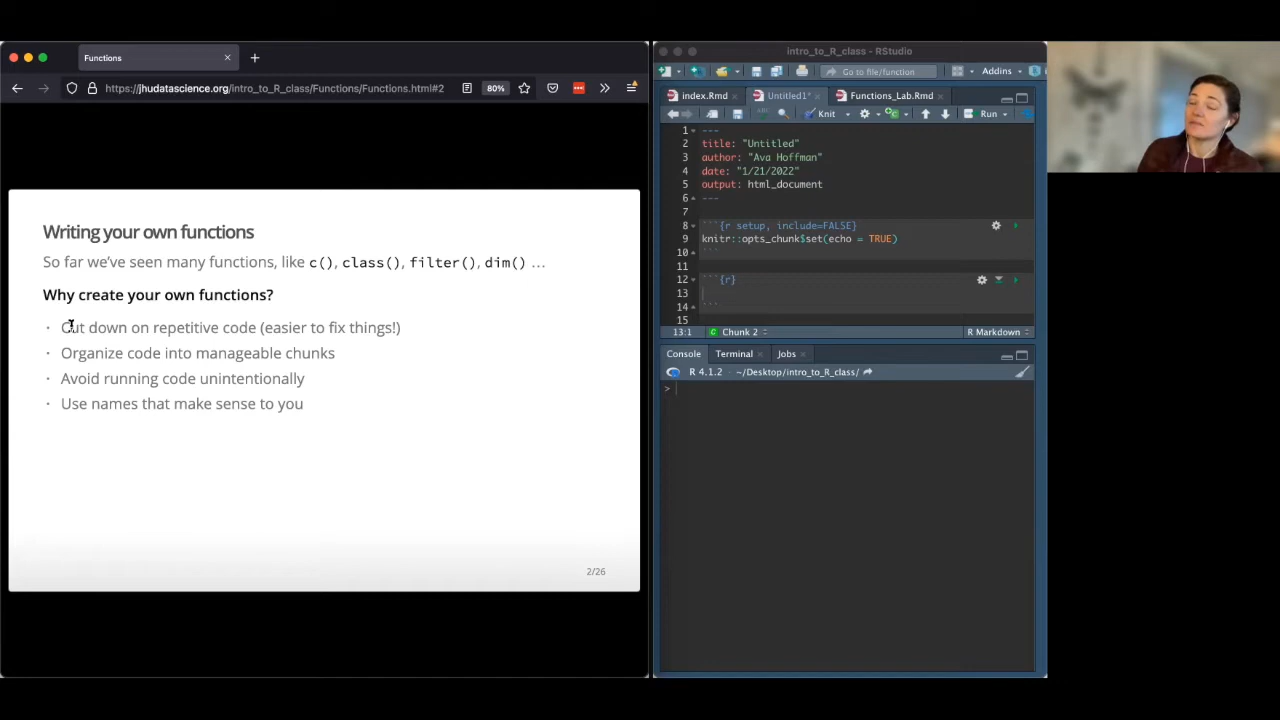 Functions
https://jhudatascience.org/intro_to_R_class/Functions/Functions.html#2
80%
Writing your own functions
So far we've seen many functions, like c(), class(), filter(), dim() ...
Why create your own functions?
· Cut down on repetitive code (easier to fix things!)
· Organize code into manageable chunks
· Avoid running code unintentionally
· Use names that make sense to you
2/26
intro_to_R_class - RStudio
Go to file/function
Addins
index.Rmd
Untitled1*
Functions_Lab.Rmd
Knit
Run
1 ---
2 title: "Untitled"
3 author: "Ava Hoffman"
4 date: "1/21/2022"
5 output: html_document
6 ---
7
8 ```{r setup, include=FALSE}
9 knitr::opts_chunk$set(echo = TRUE)
10 ```
11
12 ```{r}
13
14 ```
15
13:1 Chunk 2 R Markdown
Console Terminal Jobs
R 4.1.2 · ~/Desktop/intro_to_R_class/
>